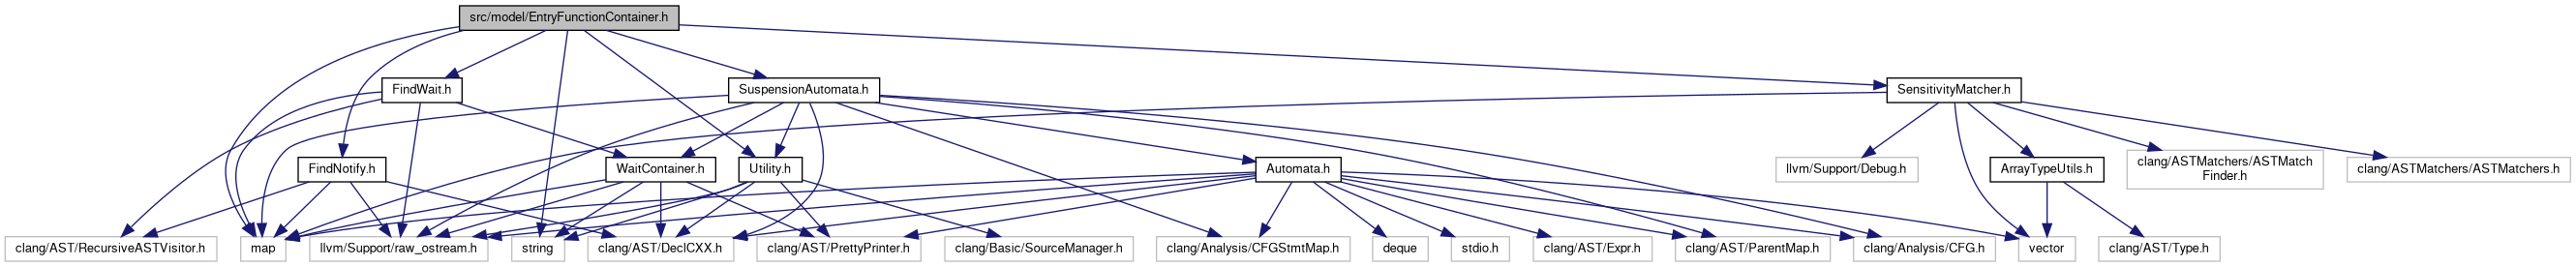 src/model/EntryFunctionContainer.h
FindWait.h
SuspensionAutomata.h
SensitivityMatcher.h
FindNotify.h
WaitContainer.h
Utility.h
Automata.h
llvm/Support/Debug.h
ArrayTypeUtils.h
clang/ASTMatchers/ASTMatch
Finder.h
clang/ASTMatchers/ASTMatchers.h
clang/AST/RecursiveASTVisitor.h
map
llvm/Support/raw_ostream.h
string
clang/AST/DeclCXX.h
clang/AST/PrettyPrinter.h
clang/Basic/SourceManager.h
clang/Analysis/CFGStmtMap.h
deque
stdio.h
clang/AST/Expr.h
clang/AST/ParentMap.h
clang/Analysis/CFG.h
vector
clang/AST/Type.h